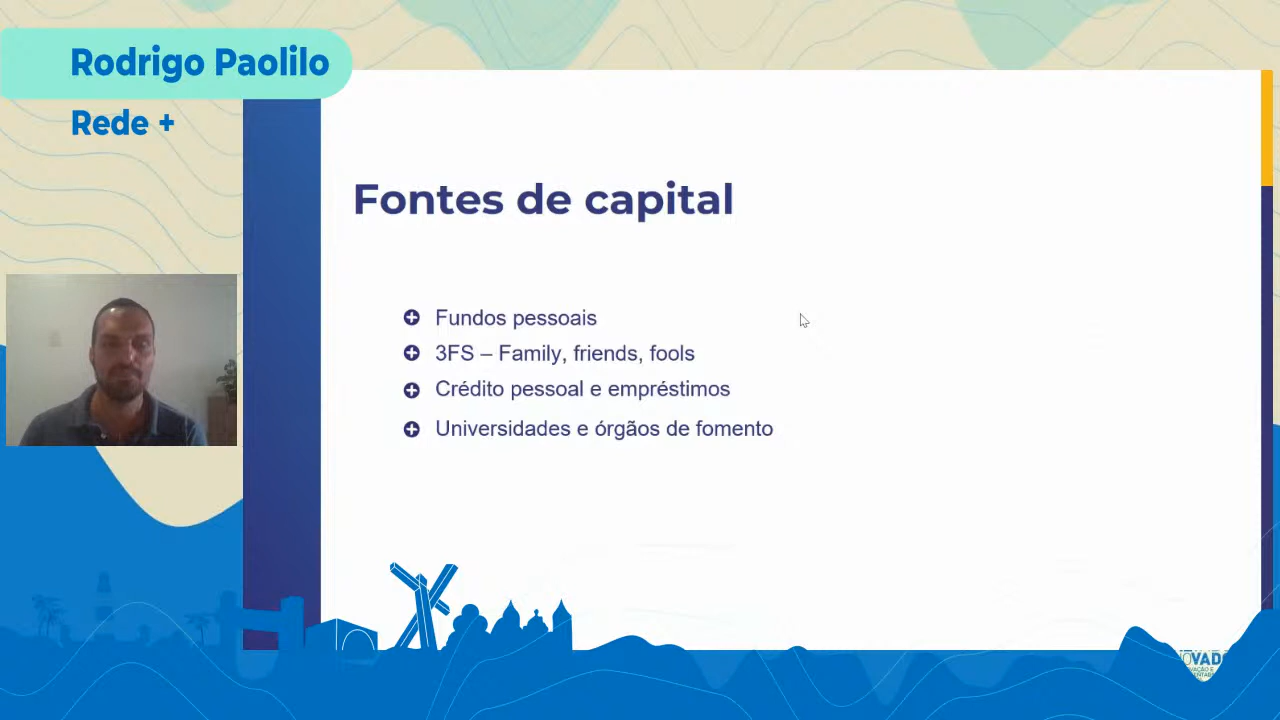 Rodrigo Paolilo
Rede +
Fontes de capital
Fundos pessoais
3FS – Family, friends, fools
Crédito pessoal e empréstimos
Universidades e órgãos de fomento